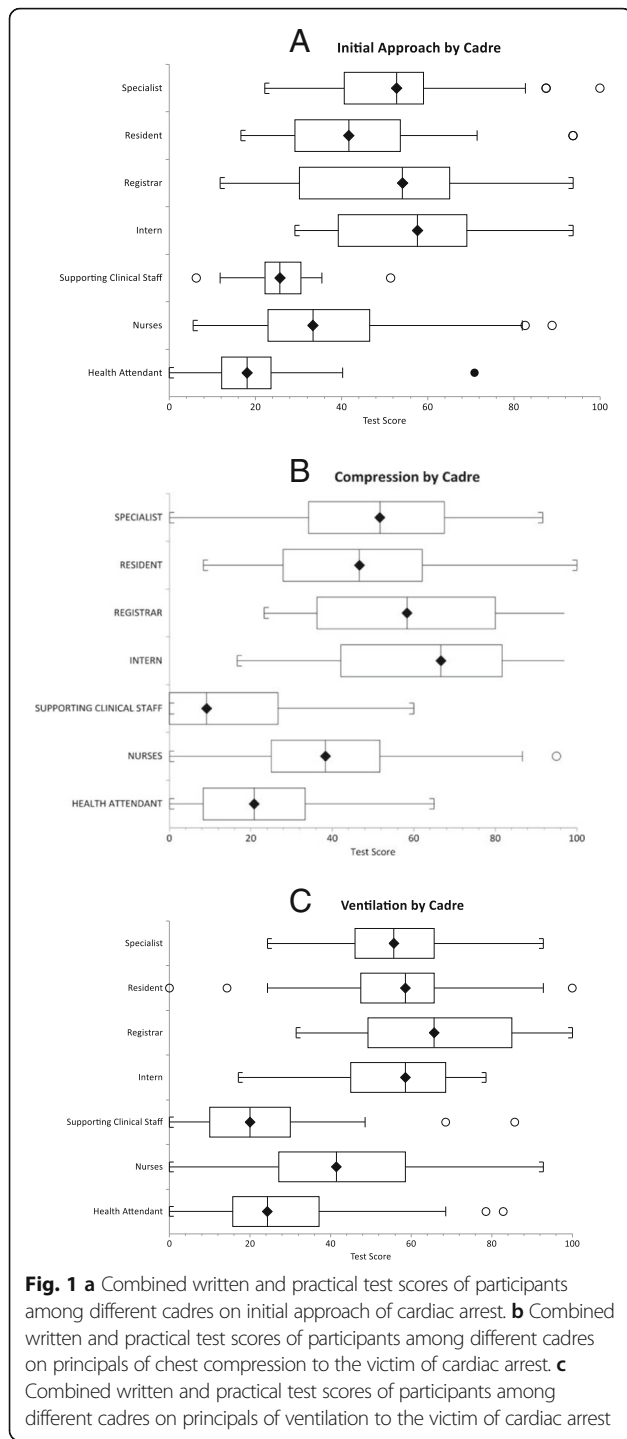 A
Initial Approach by Cadre
Specialist
Resident
Registrar
Intern
Supporting Clinical Staff
Nurses
Health Attendant
0 20 40 60 80 100
Test Score
B
Compression by Cadre
SPECIALIST
RESIDENT
REGISTRAR
INTERN
SUPPORTING CLINICAL STAFF
NURSES
HEALTH ATTENDANT
0 20 40 60 80 100
Test Score
C
Ventilation by Cadre
Specialist
Resident
Registrar
Intern
Supporting Clinical Staff
Nurses
Health Attendant
0 20 40 60 80 100
Test Score
Fig. 1 a Combined written and practical test scores of participants
among different cadres on initial approach of cardiac arrest. b Combined
written and practical test scores of participants among different cadres
on principals of chest compression to the victim of cardiac arrest. c
Combined written and practical test scores of participants among
different cadres on principals of ventilation to the victim of cardiac arrest